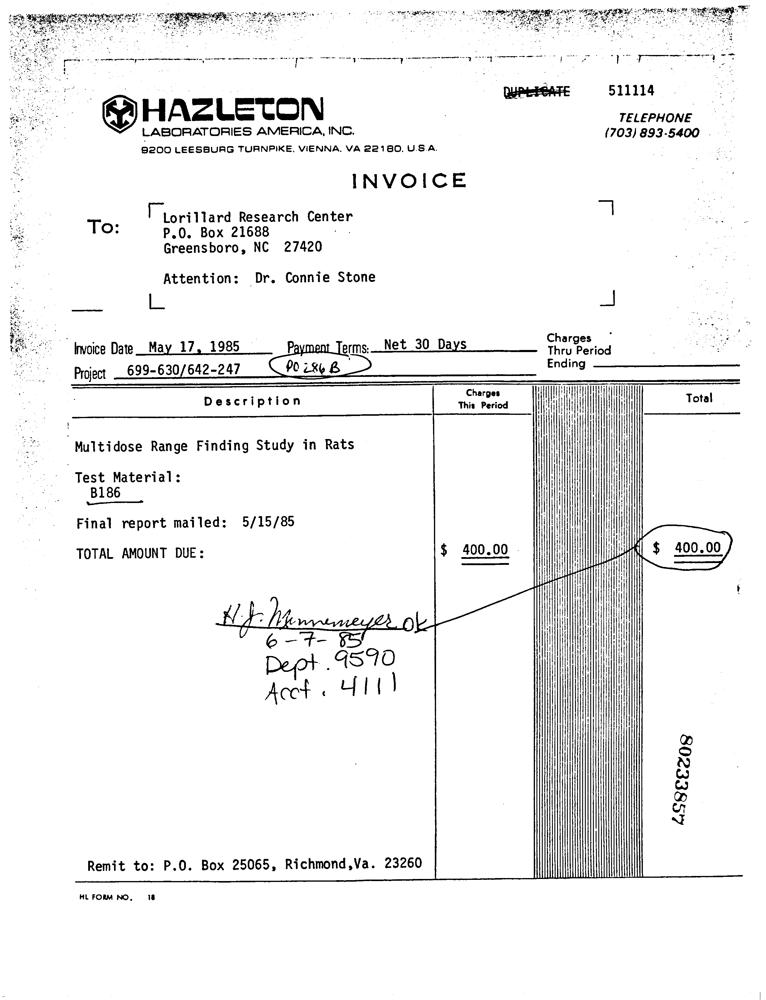 DUPLICATE 511114
HAZLETON
LABORATORIES AMERICA, INC.
9200 LEESBURG TURNPIKE, VIENNA, VA 22180, U.S.A.
TELEPHONE
(703) 893-5400
INVOICE
To:
Lorillard Research Center
P.O. Box 21688
Greensboro, NC 27420
Attention: Dr. Connie Stone
Invoice Date May 17, 1985 Payment Terms: Net 30 Days
Charges
Thru Period
Ending
Project 699-630/642-247 PO 286 B
Description
Charges
This Period
Total
Multidose Range Finding Study in Rats
Test Material:
B186
Final report mailed: 5/15/85
TOTAL AMOUNT DUE: $ 400.00 $ 400.00
H.J. Minnemeyer OK
6-7-85
Dept. 9590
Acct. 4111
80233857
Remit to: P.O. Box 25065, Richmond,Va. 23260
HL FORM NO. 18